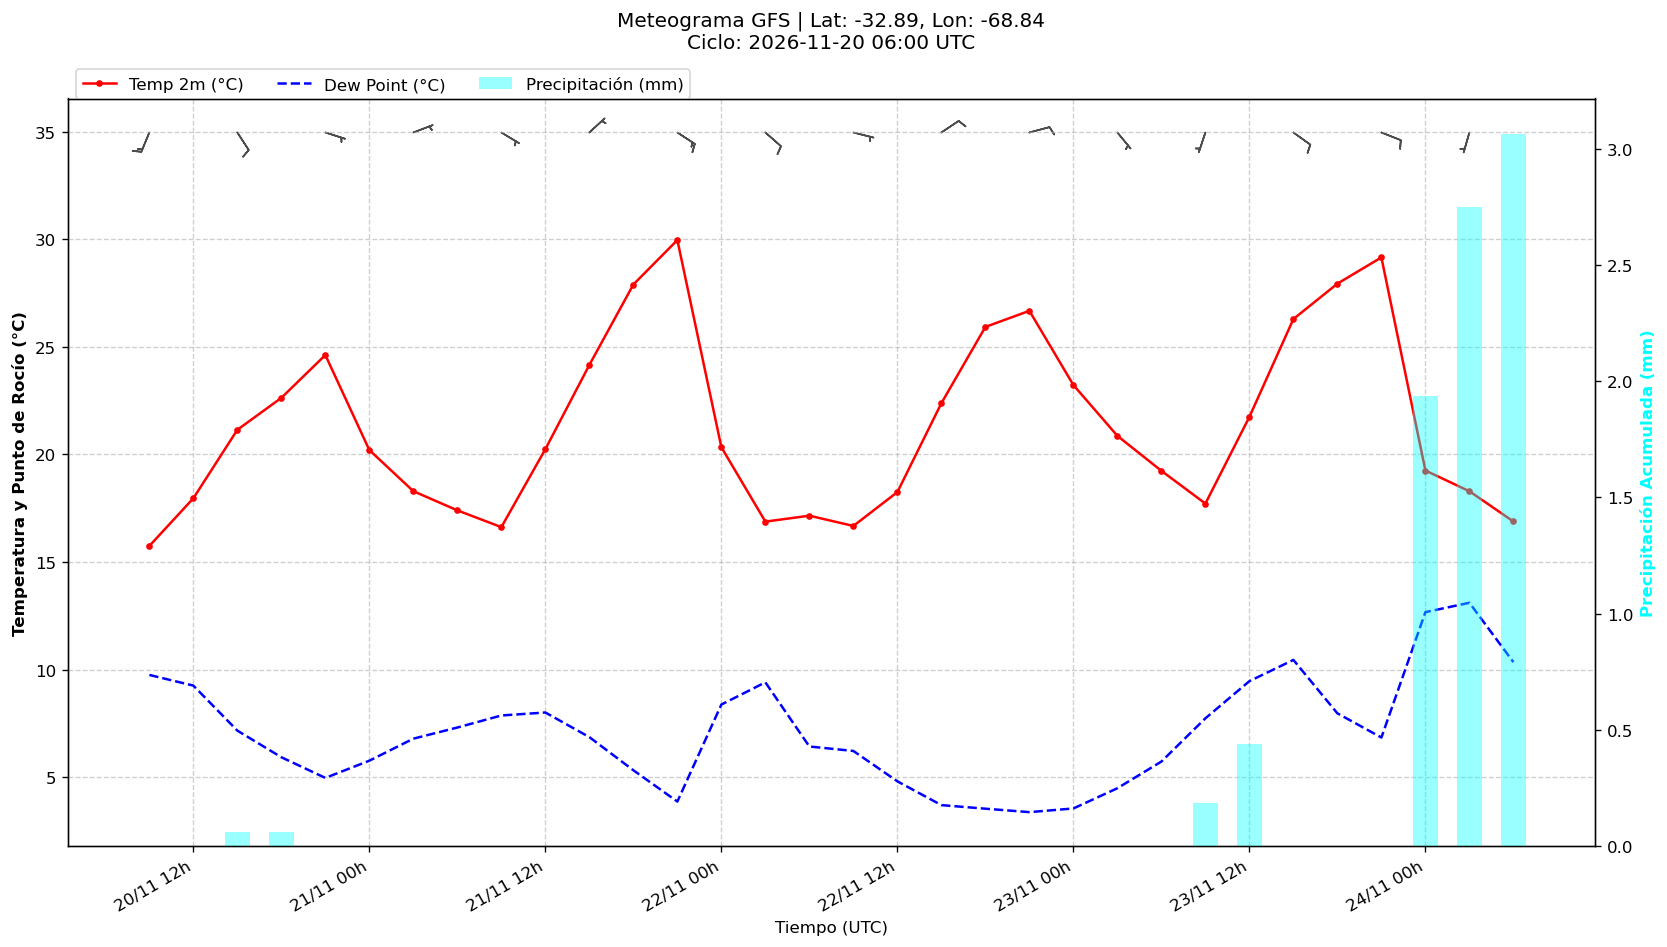 Meteograma GFS | Lat: -32.89, Lon: -68.84
Ciclo: 2026-11-20 06:00 UTC
Temp 2m (°C)
Dew Point (°C)
Precipitación (mm)
Temperatura y Punto de Rocío (°C)
35
30
25
20
15
10
5
3.0
2.5
2.0
1.5
1.0
0.5
0.0
Precipitación Acumulada (mm)
20/11 12h
21/11 00h
21/11 12h
22/11 00h
22/11 12h
23/11 00h
23/11 12h
24/11 00h
Tiempo (UTC)